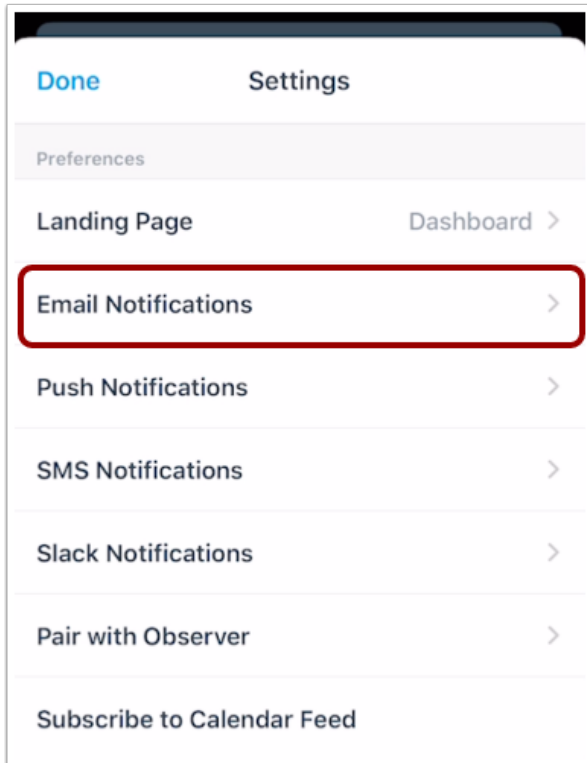 Done Settings
Preferences
Landing Page Dashboard
Email Notifications
Push Notifications
SMS Notifications
Slack Notifications
Pair with Observer
Subscribe to Calendar Feed